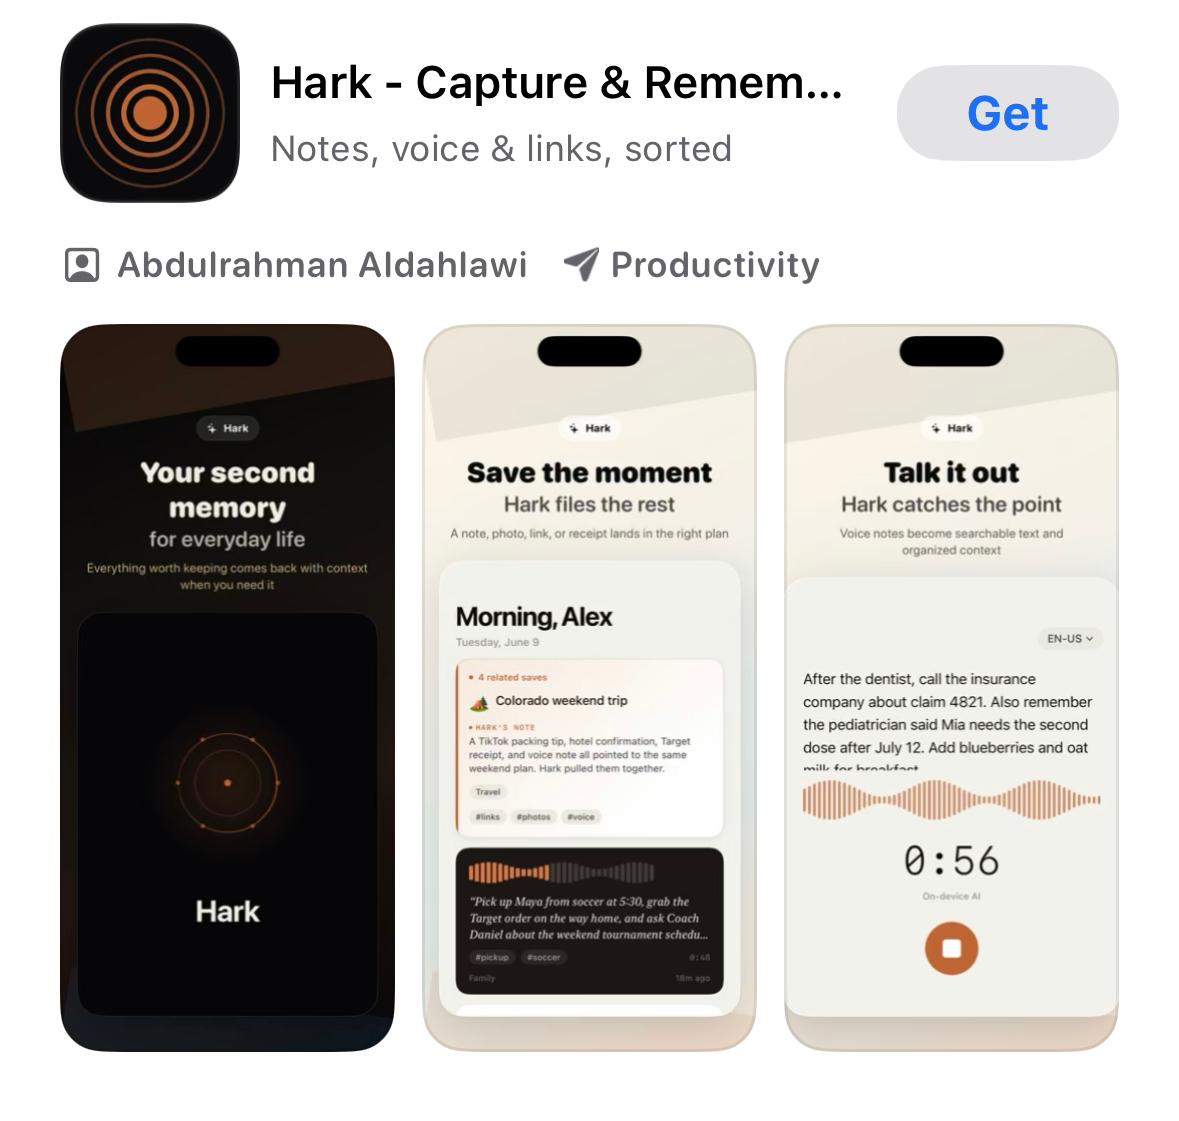 Hark - Capture & Remem...
Notes, voice & links, sorted
Get
Abdulrahman Aldahlawi
Productivity
Hark
Your second
memory
for everyday life
Everything worth keeping comes back with context
when you need it
Hark
Hark
Save the moment
Hark files the rest
A note, photo, link, or receipt lands in the right plan
Morning, Alex
Tuesday, June 9
4 related saves
Colorado weekend trip
HARK'S NOTE
A TikTok packing tip, hotel confirmation, Target
receipt, and voice note all pointed to the same
weekend plan. Hark pulled them together.
Travel
#links #photos #voice
"Pick up Maya from soccer at 5:30, grab the
Target order on the way home, and ask Coach
Daniel about the weekend tournament schedu...
#pickup #soccer 0:48
Family 18m ago
Hark
Talk it out
Hark catches the point
Voice notes become searchable text and
organized context
EN-US
After the dentist, call the insurance
company about claim 4821. Also remember
the pediatrician said Mia needs the second
dose after July 12. Add blueberries and oat
milk for breakfast
0:56
On-device AI